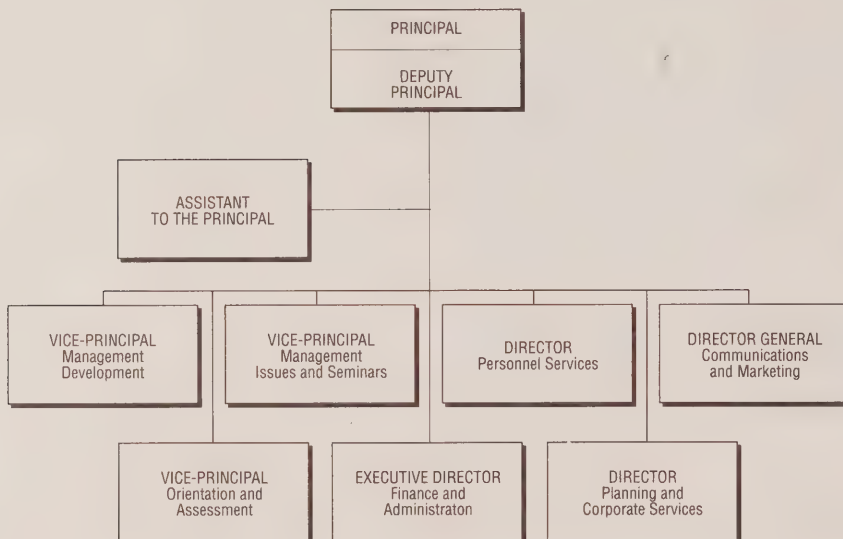 PRINCIPAL
DEPUTY
PRINCIPAL
ASSISTANT
TO THE PRINCIPAL
VICE-PRINCIPAL
Management
Development
VICE-PRINCIPAL
Management
Issues and Seminars
DIRECTOR
Personnel Services
DIRECTOR GENERAL
Communications
and Marketing
VICE-PRINCIPAL
Orientation and
Assessment
EXECUTIVE DIRECTOR
Finance and
Administraton
DIRECTOR
Planning and
Corporate Services